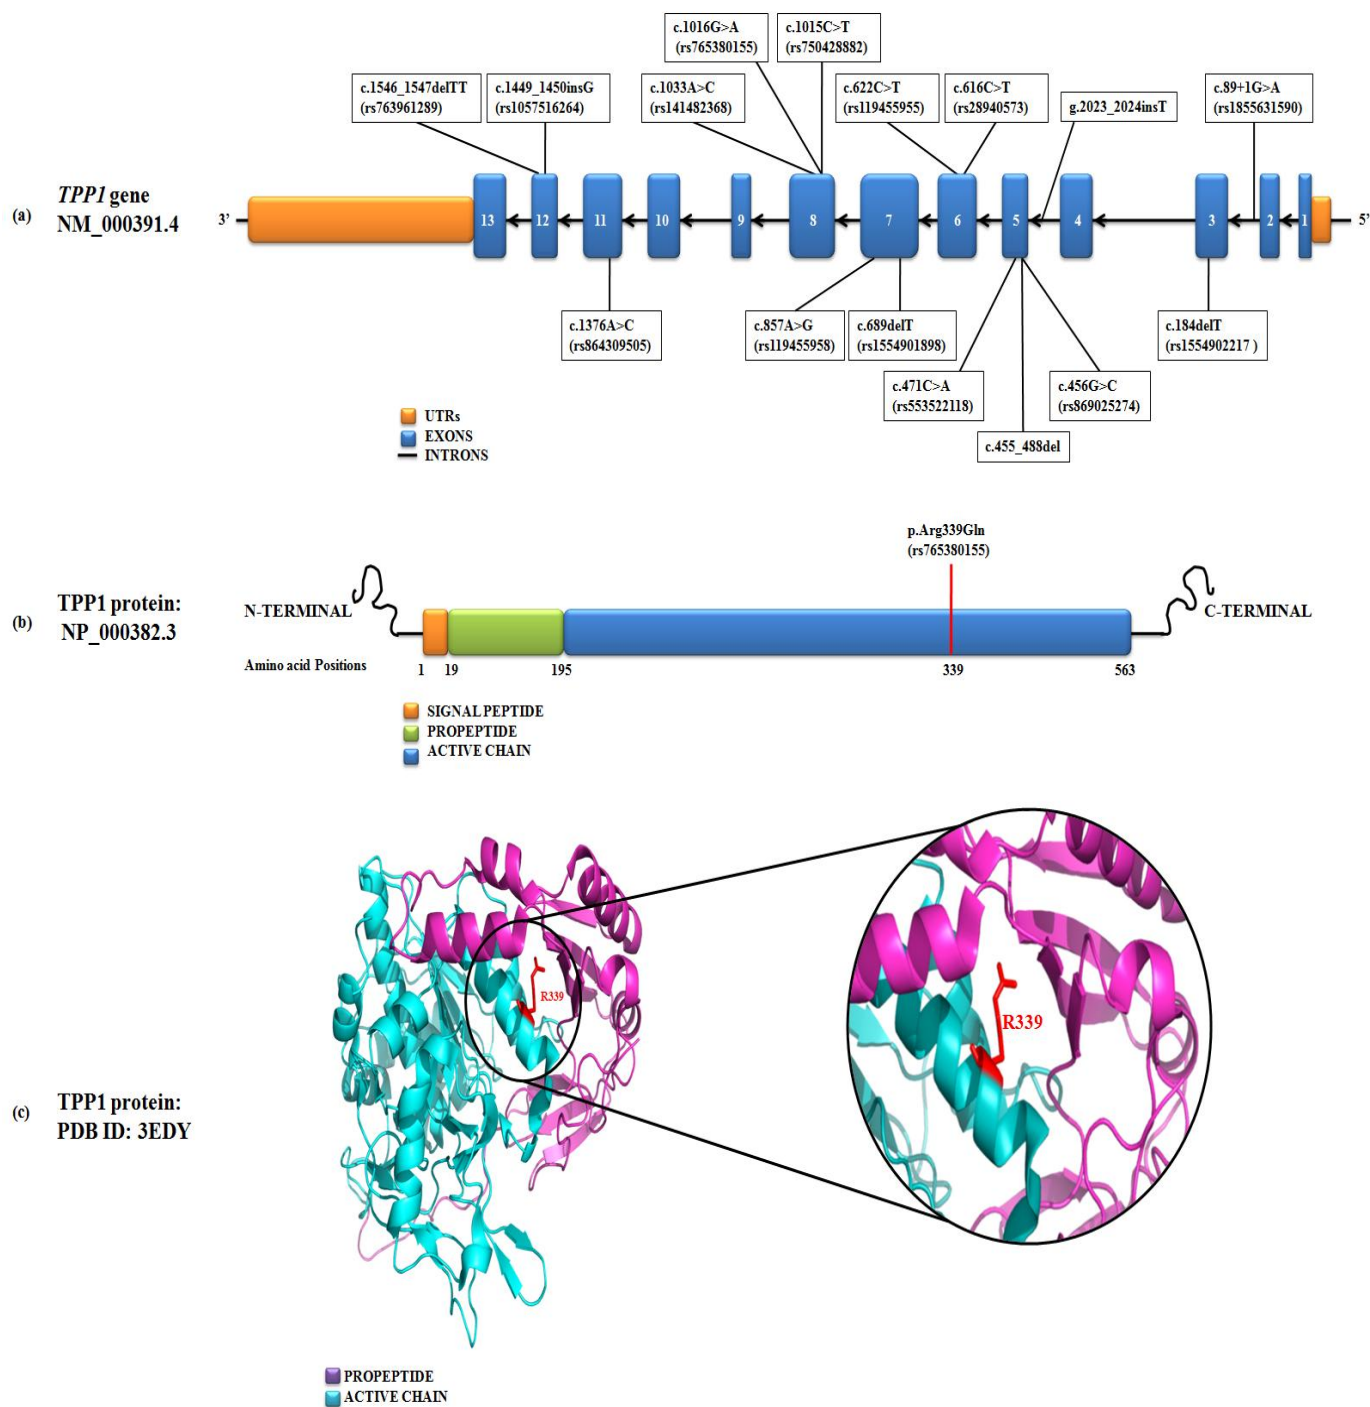 c.1016G>A
(rs765380155)
c.1015C>T
(rs750428882)
c.1546_1547delTT
(rs763961289)
c.1449_1450insG
(rs1057516264)
c.1033A>C
(rs141482368)
c.622C>T
(rs119455955)
c.616C>T
(rs28940573)
g.2023_2024insT
c.89+1G>A
(rs1855631590)
(a)
TPP1 gene
NM_000391.4
3’
13
12
11
10
9
8
7
6
5
4
3
2
1
5’
c.1376A>C
(rs864309505)
c.857A>G
(rs119455958)
c.689delT
(rs1554901898)
c.184delT
(rs1554902217 )
c.471C>A
(rs553522118)
c.456G>C
(rs869025274)
c.455_488del
UTRs
EXONS
INTRONS
(b)
TPP1 protein:
NP_000382.3
p.Arg339Gln
(rs765380155)
N-TERMINAL
C-TERMINAL
Amino acid Positions
1
19
195
339
563
SIGNAL PEPTIDE
PROPEPTIDE
ACTIVE CHAIN
(c)
TPP1 protein:
PDB ID: 3EDY
R339
R339
PROPEPTIDE
ACTIVE CHAIN